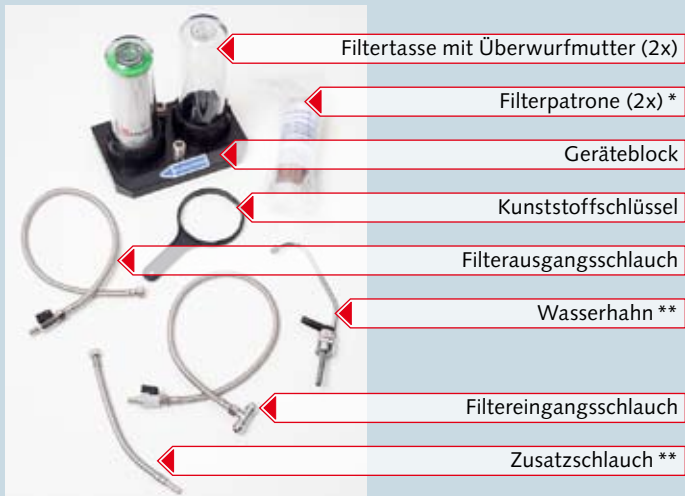 Filtertasse mit Überwurfmutter (2x)
Filterpatrone (2x) *
Geräteblock
Kunststoffschlüssel
Filterausgangsschlauch
Wasserhahn **
Filtereingangsschlauch
Zusatzschlauch **